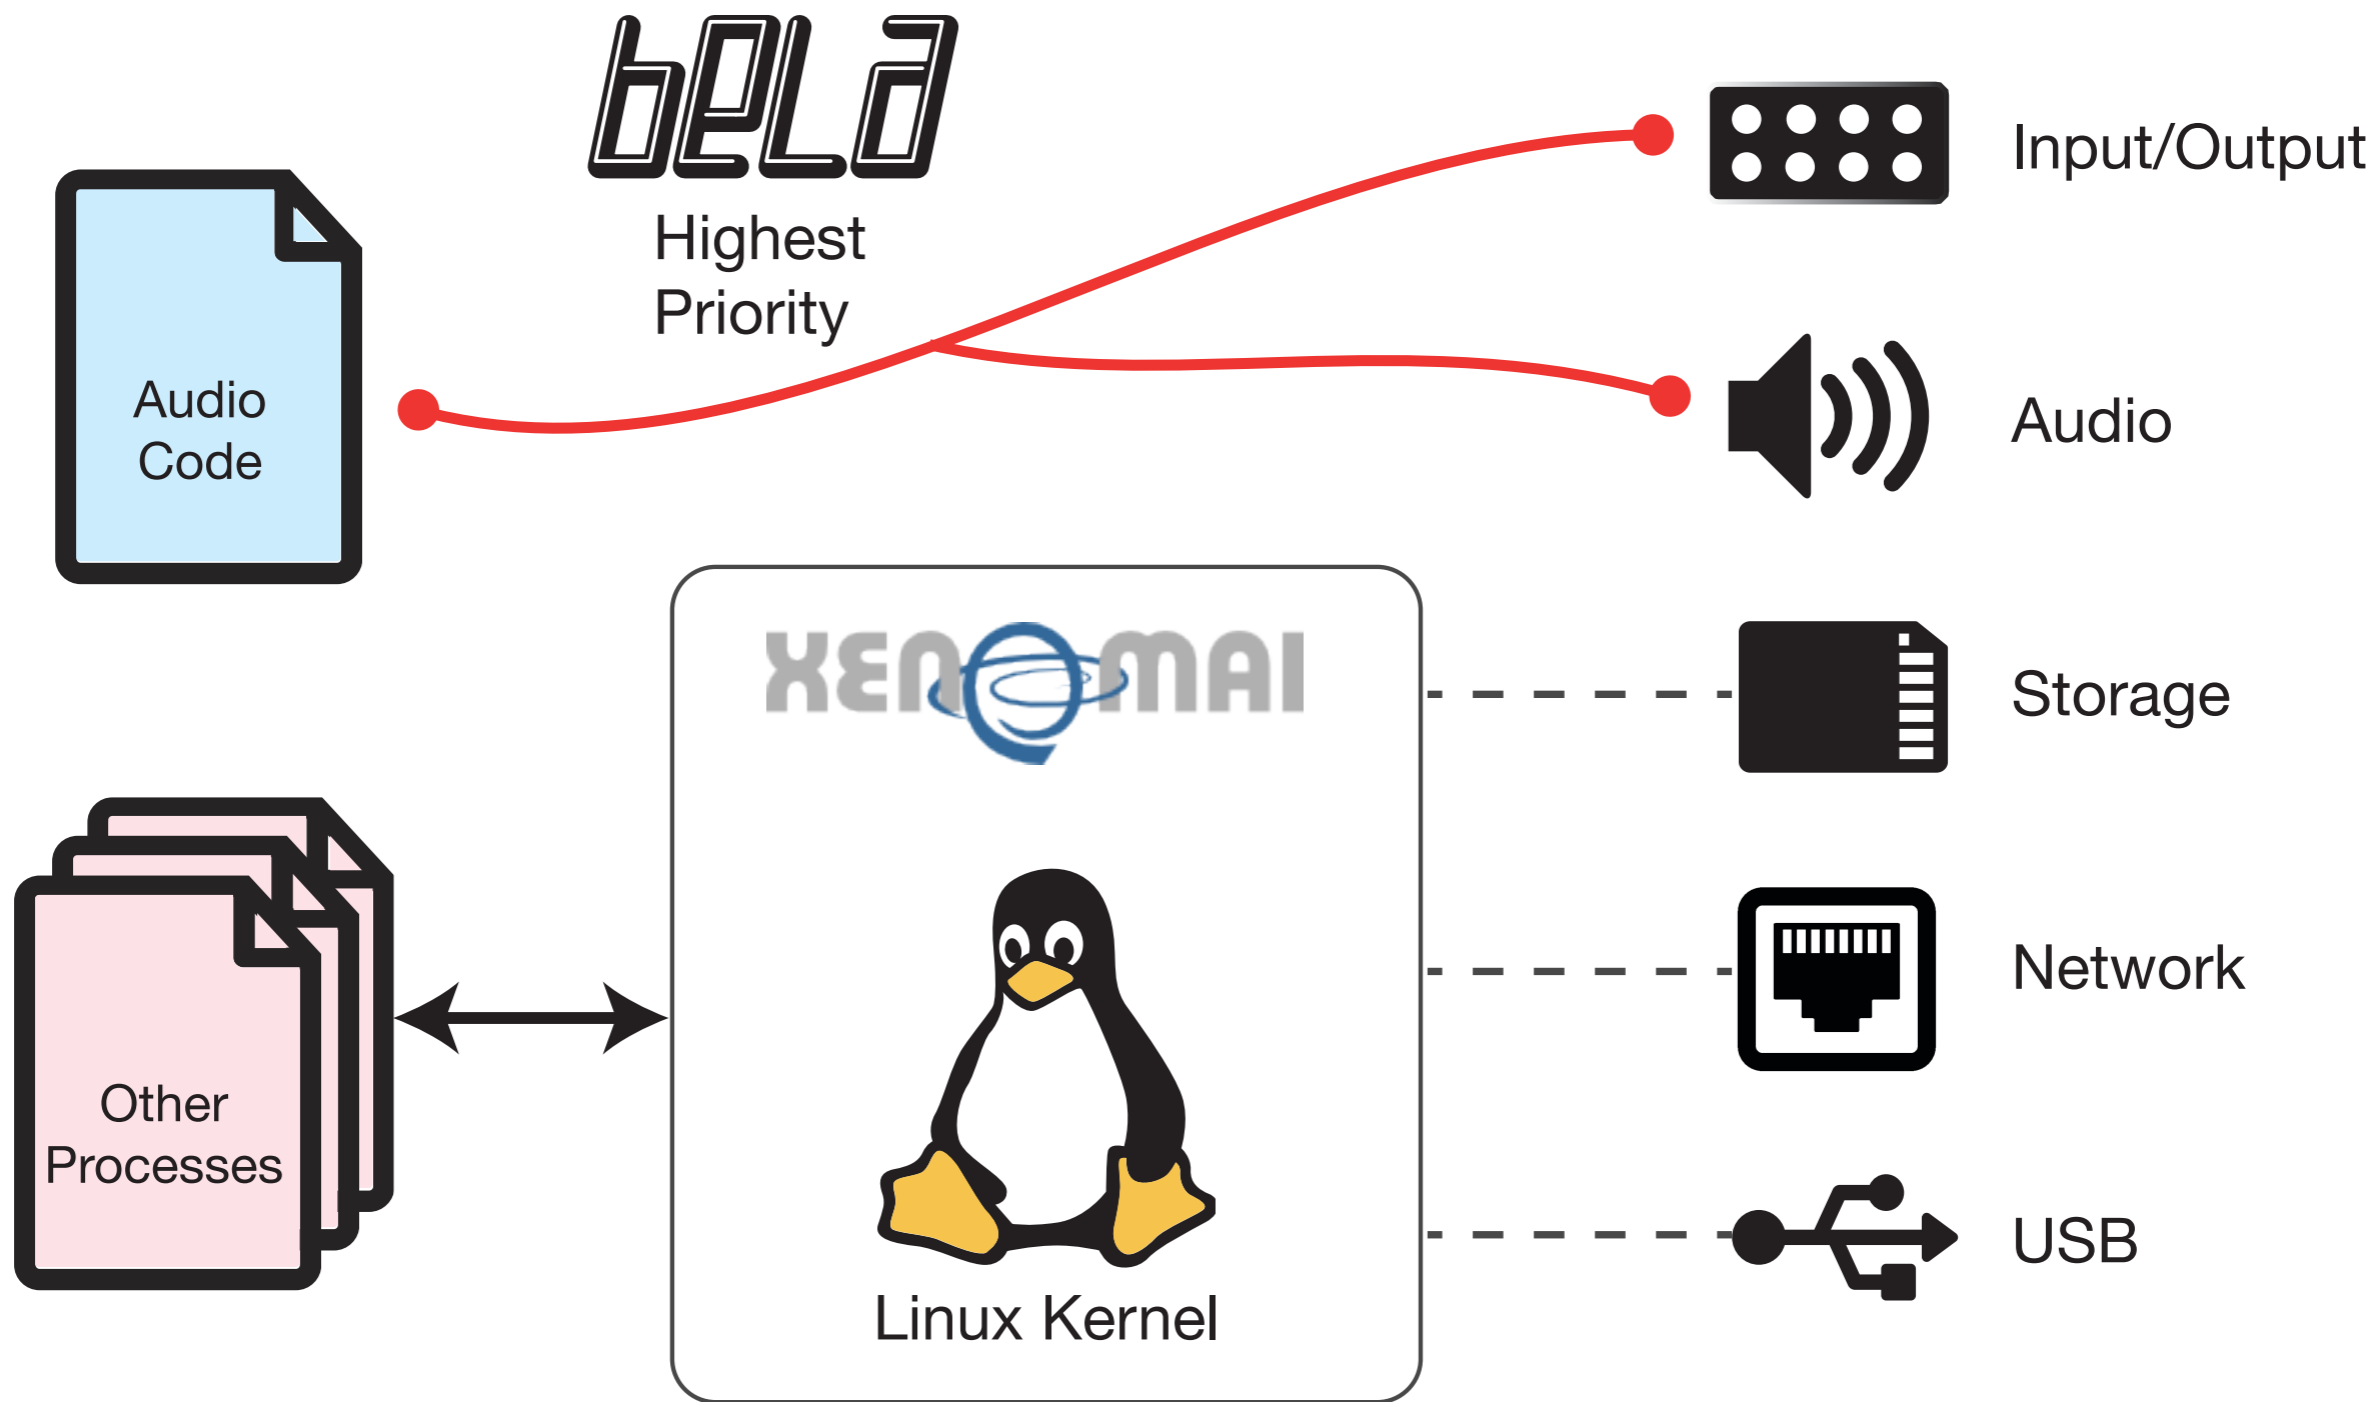 BELA
Highest
Priority
Input/Output
Audio
Code
Audio
XENOMAI
Storage
Network
Other
Processes
USB
Linux Kernel